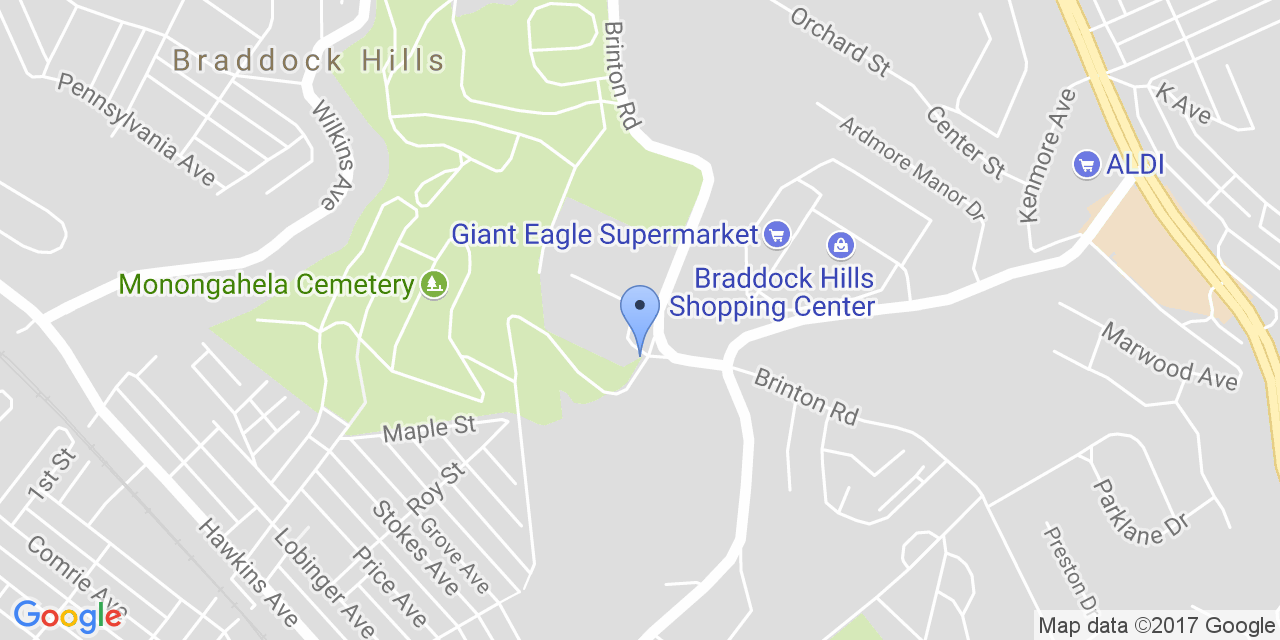 Braddock Hills
Pennsylvania Ave
Wilkins Ave
Brinton Rd
Orchard St
Center St
Ardmore Manor Dr
Kenmore Ave
K Ave
ALDI
Giant Eagle Supermarket
Braddock Hills
Shopping Center
Monongahela Cemetery
Marwood Ave
Brinton Rd
Maple St
Roy St
1st St
Stokes Ave
Grove Ave
Hawkins Ave
Lobinger Ave
Price Ave
Comrie Ave
Parklane Dr
Preston Dr
Google
Map data ©2017 Google